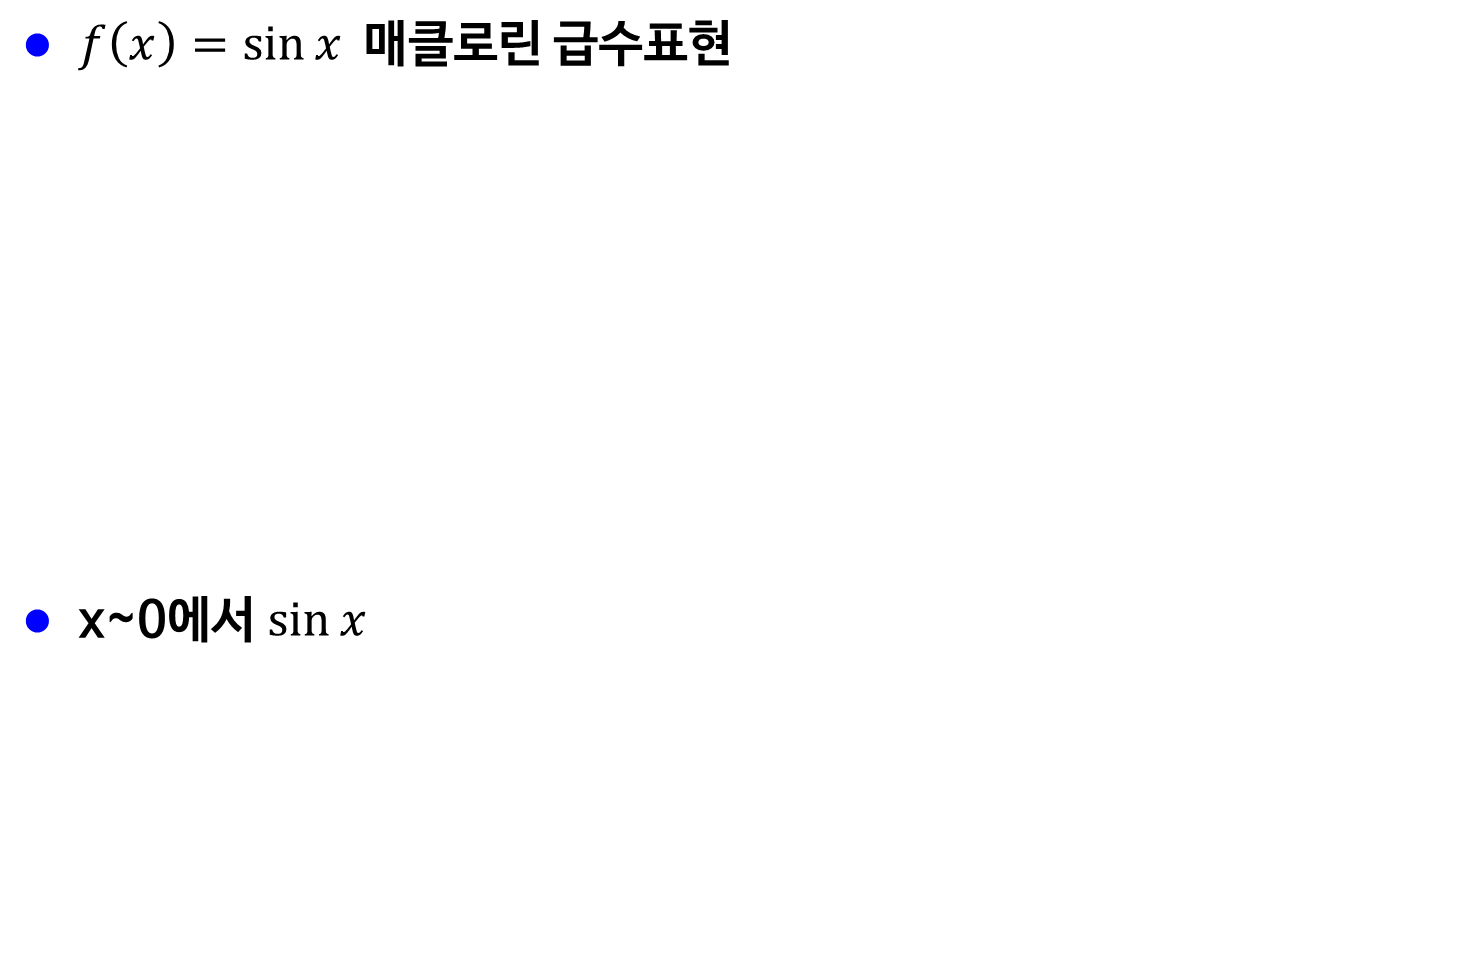 ● f(x) = sin x 매클로린 급수표현
● x~0에서 sin x